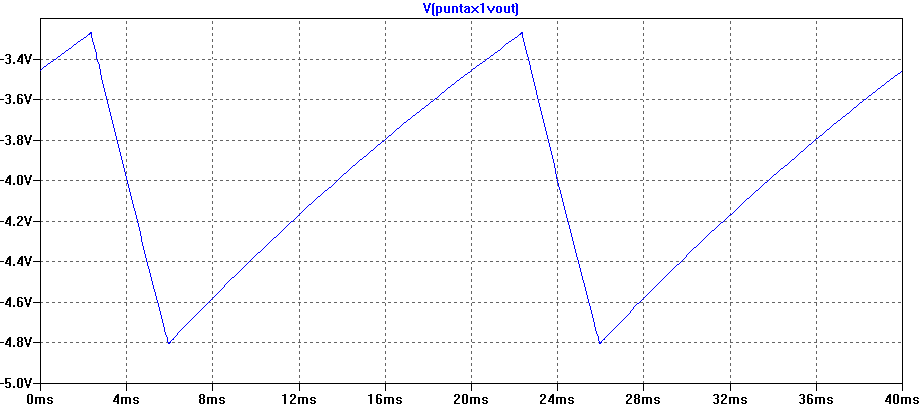 V(puntax1vout)
-3.4V
-3.6V
-3.8V
-4.0V
-4.2V
-4.4V
-4.6V
-4.8V
-5.0V
0ms 4ms 8ms 12ms 16ms 20ms 24ms 28ms 32ms 36ms 40ms